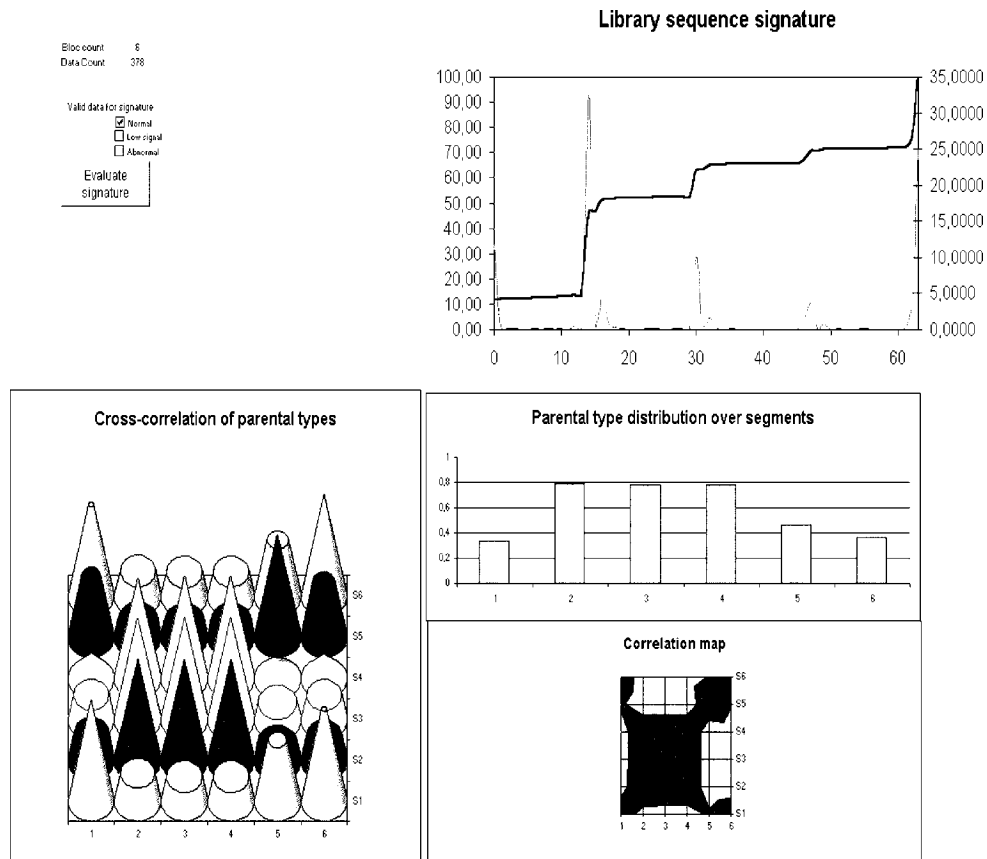 Library sequence signature
Bloc count 8
Data Count 378
Valid data for signature
Normal
Low signal
Abnormal
Evaluate
signature
100,00
90,00
80,00
70,00
60,00
50,00
40,00
30,00
20,00
10,00
0,00
35,0000
30,0000
25,0000
20,0000
15,0000
10,0000
5,0000
0,0000
0 10 20 30 40 50 60
Cross-correlation of parental types
S6
S5
S4
S3
S2
S1
1 2 3 4 5 6
Parental type distribution over segments
1
0,8
0,6
0,4
0,2
0
1 2 3 4 5 6
Correlation map
S6
S5
S4
S3
S2
S1
1 2 3 4 5 6